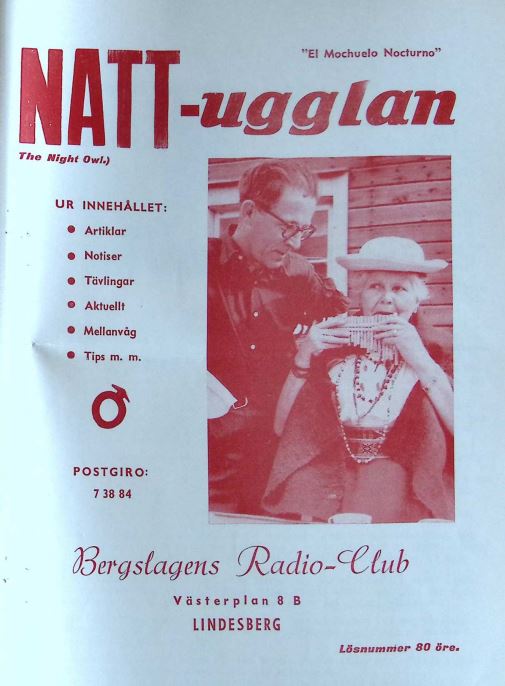 "El Mochuelo Nocturno"
NATT-ugglan
The Night Owl.)
UR INNEHÅLLET:
Artiklar
Notiser
Tävlingar
Aktuellt
Mellanvåg
Tips m. m.
POSTGIRO:
7 38 84
Bergslagens Radio-Club
Västerplan 8 B
LINDESBERG
Lösnummer 80 öre.